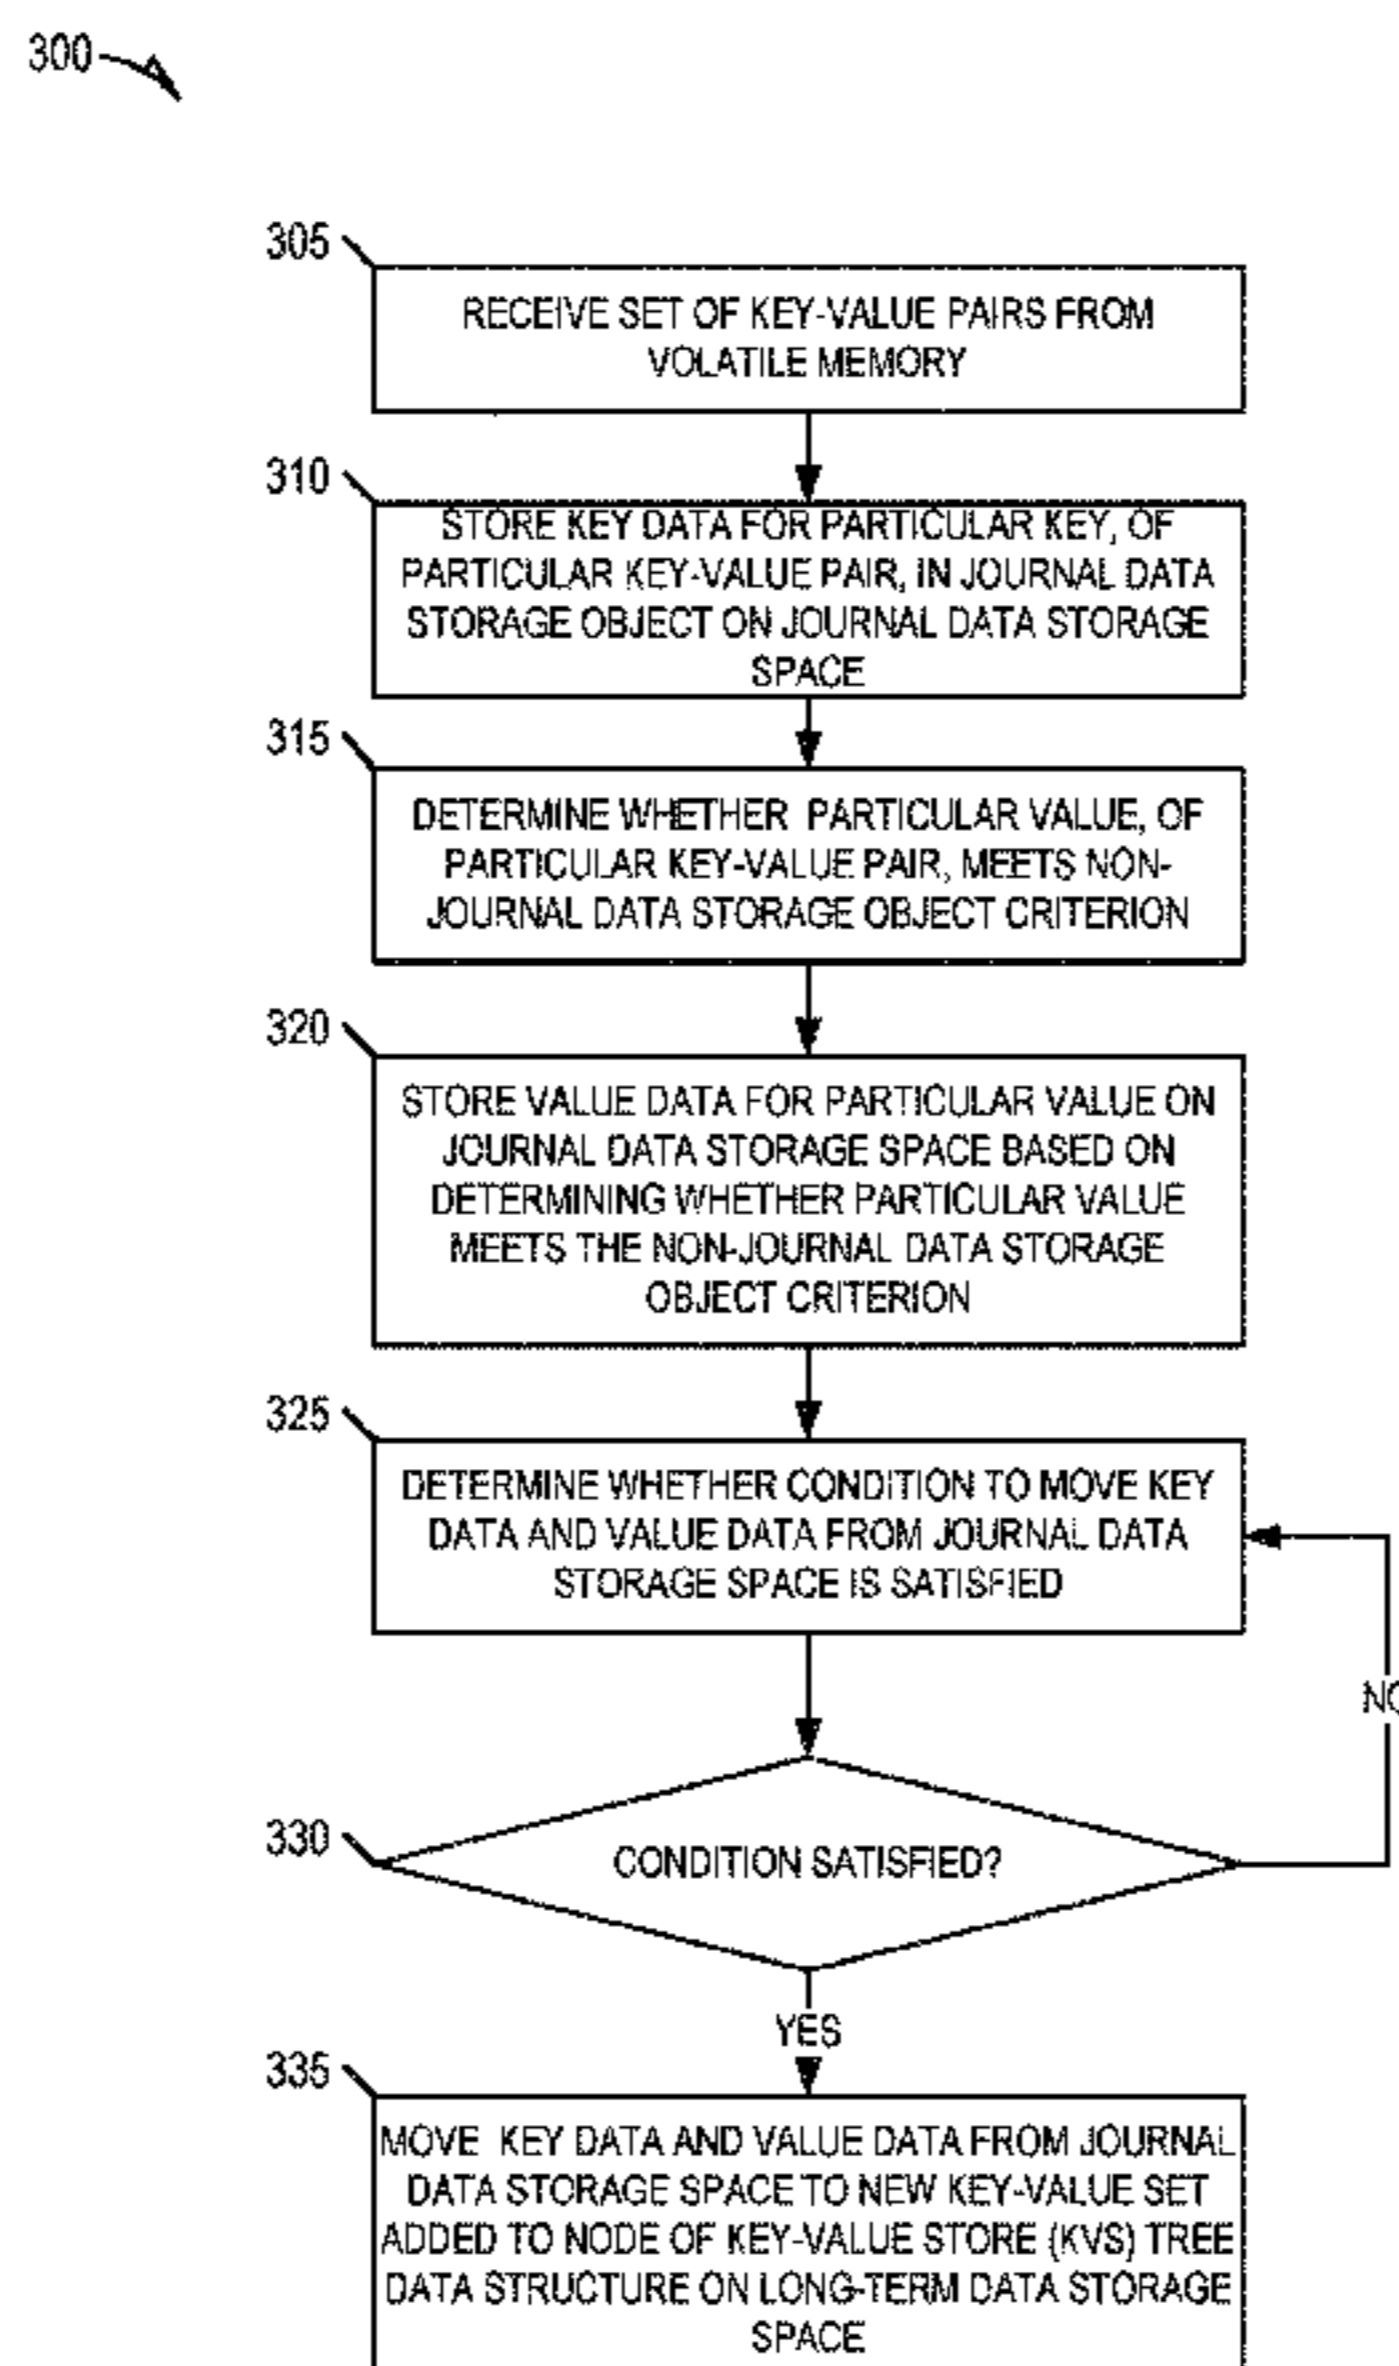 300
305
RECEIVE SET OF KEY-VALUE PAIRS FROM
VOLATILE MEMORY
310
STORE KEY DATA FOR PARTICULAR KEY, OF
PARTICULAR KEY-VALUE PAIR, IN JOURNAL DATA
STORAGE OBJECT ON JOURNAL DATA STORAGE
SPACE
315
DETERMINE WHETHER PARTICULAR VALUE, OF
PARTICULAR KEY-VALUE PAIR, MEETS NON-
JOURNAL DATA STORAGE OBJECT CRITERION
320
STORE VALUE DATA FOR PARTICULAR VALUE ON
JOURNAL DATA STORAGE SPACE BASED ON
DETERMINING WHETHER PARTICULAR VALUE
MEETS THE NON-JOURNAL DATA STORAGE
OBJECT CRITERION
325
DETERMINE WHETHER CONDITION TO MOVE KEY
DATA AND VALUE DATA FROM JOURNAL DATA
STORAGE SPACE IS SATISFIED
NO
330
CONDITION SATISFIED?
YES
335
MOVE KEY DATA AND VALUE DATA FROM JOURNAL
DATA STORAGE SPACE TO NEW KEY-VALUE SET
ADDED TO NODE OF KEY-VALUE STORE (KVS) TREE
DATA STRUCTURE ON LONG-TERM DATA STORAGE
SPACE